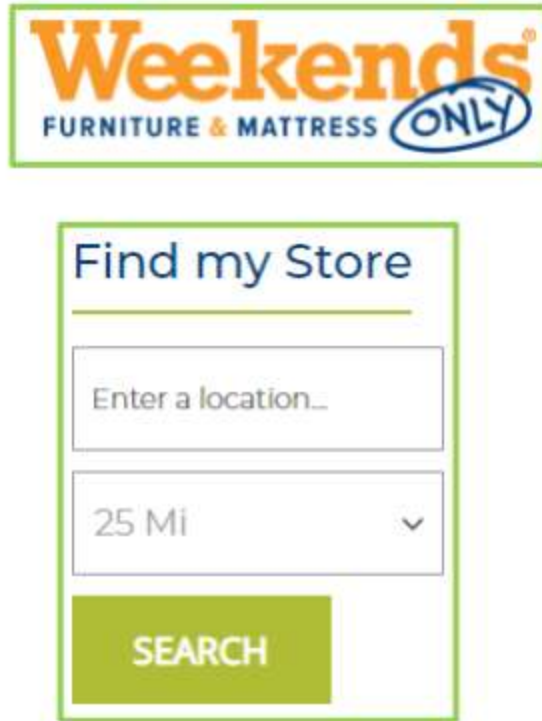 Weekends®
FURNITURE & MATTRESS ONLY
Find my Store
Enter a location...
25 Mi
SEARCH